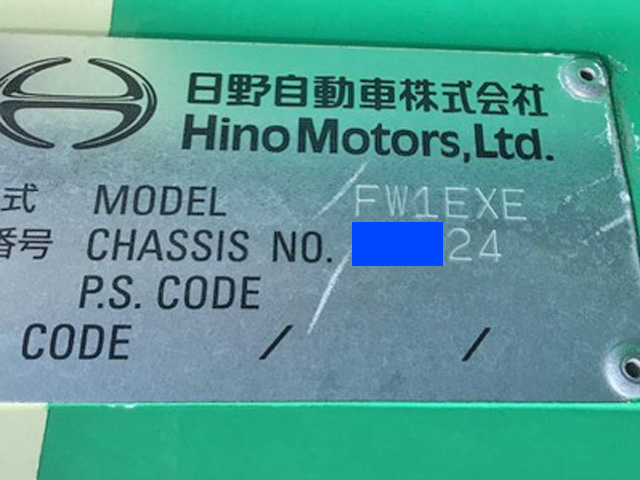 日野自動車株式会社
Hino Motors, Ltd.
式 MODEL FW1EXE
番号 CHASSIS NO. 24
P.S. CODE
CODE / /